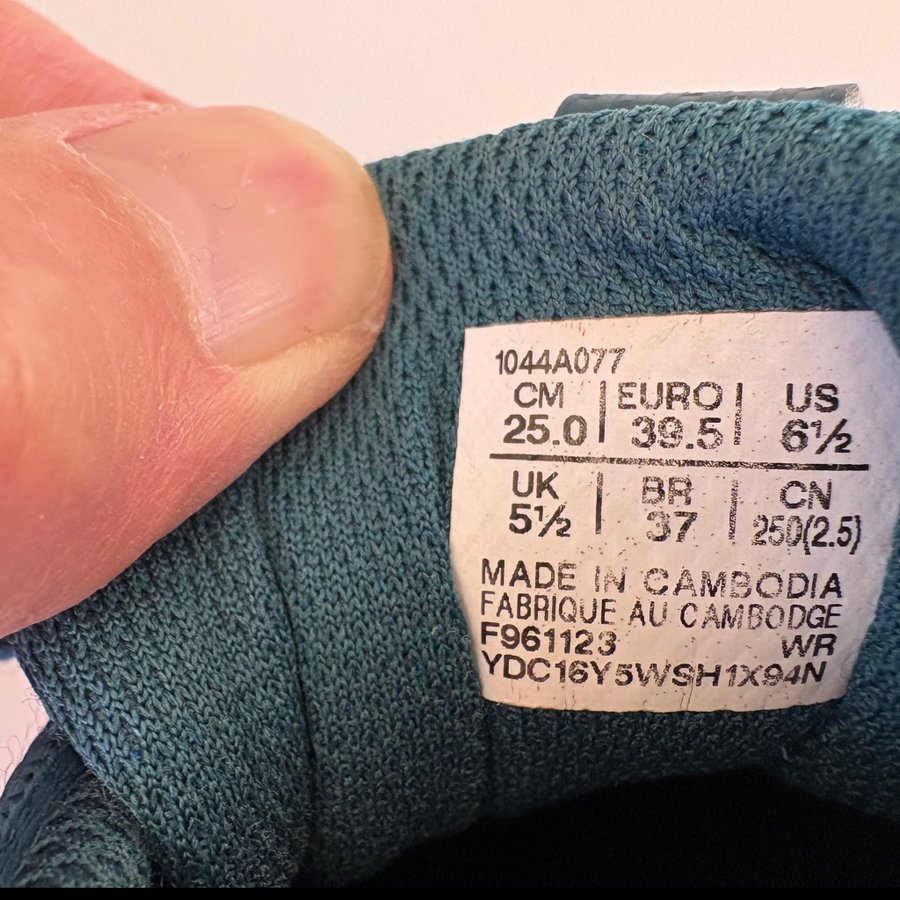 1044A077
CM | EURO | US
25.0 | 39.5 | 6½
UK | BR | CN
5½ | 37 | 250(2.5)
MADE IN CAMBODIA
FABRIQUE AU CAMBODGE
F961123 WR
YDC16Y5WSH1X94N